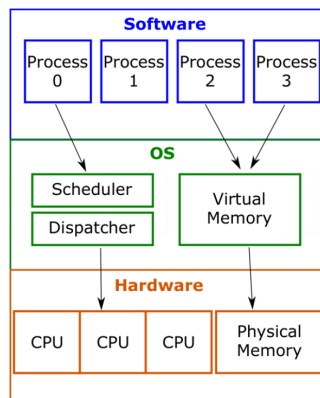 Software
Process Process Process Process
0 1 2 3
OS
Scheduler
Dispatcher
Virtual
Memory
Hardware
CPU CPU CPU
Physical
Memory